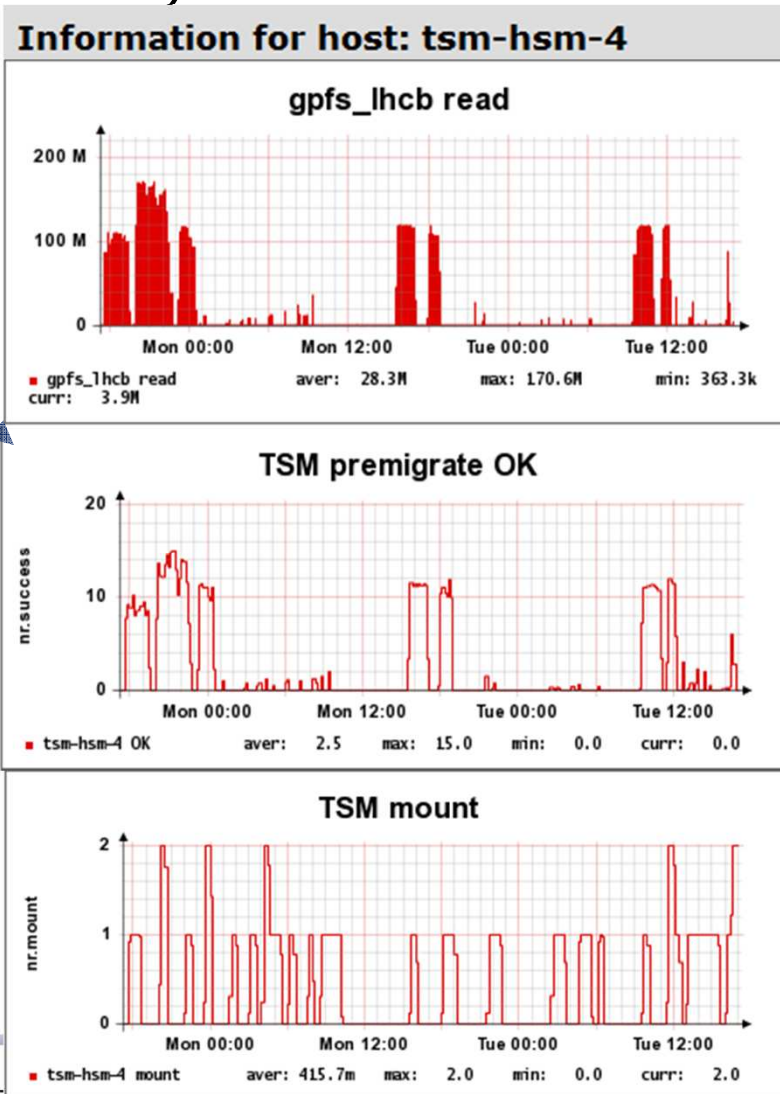 Information for host: tsm-hsm-4
gpfs_lhcb read
200 M
100 M
0
Mon 00:00 Mon 12:00 Tue 00:00 Tue 12:00
gpfs_lhcb read aver: 28.3M max: 170.6M min: 363.3k
curr: 3.9M
TSM premigrate OK
nr.success
20
10
0
Mon 00:00 Mon 12:00 Tue 00:00 Tue 12:00
tsm-hsm-4 OK aver: 2.5 max: 15.0 min: 0.0 curr: 0.0
TSM mount
nr.mount
2
1
0
Mon 00:00 Mon 12:00 Tue 00:00 Tue 12:00
tsm-hsm-4 mount aver: 415.7m max: 2.0 min: 0.0 curr: 2.0